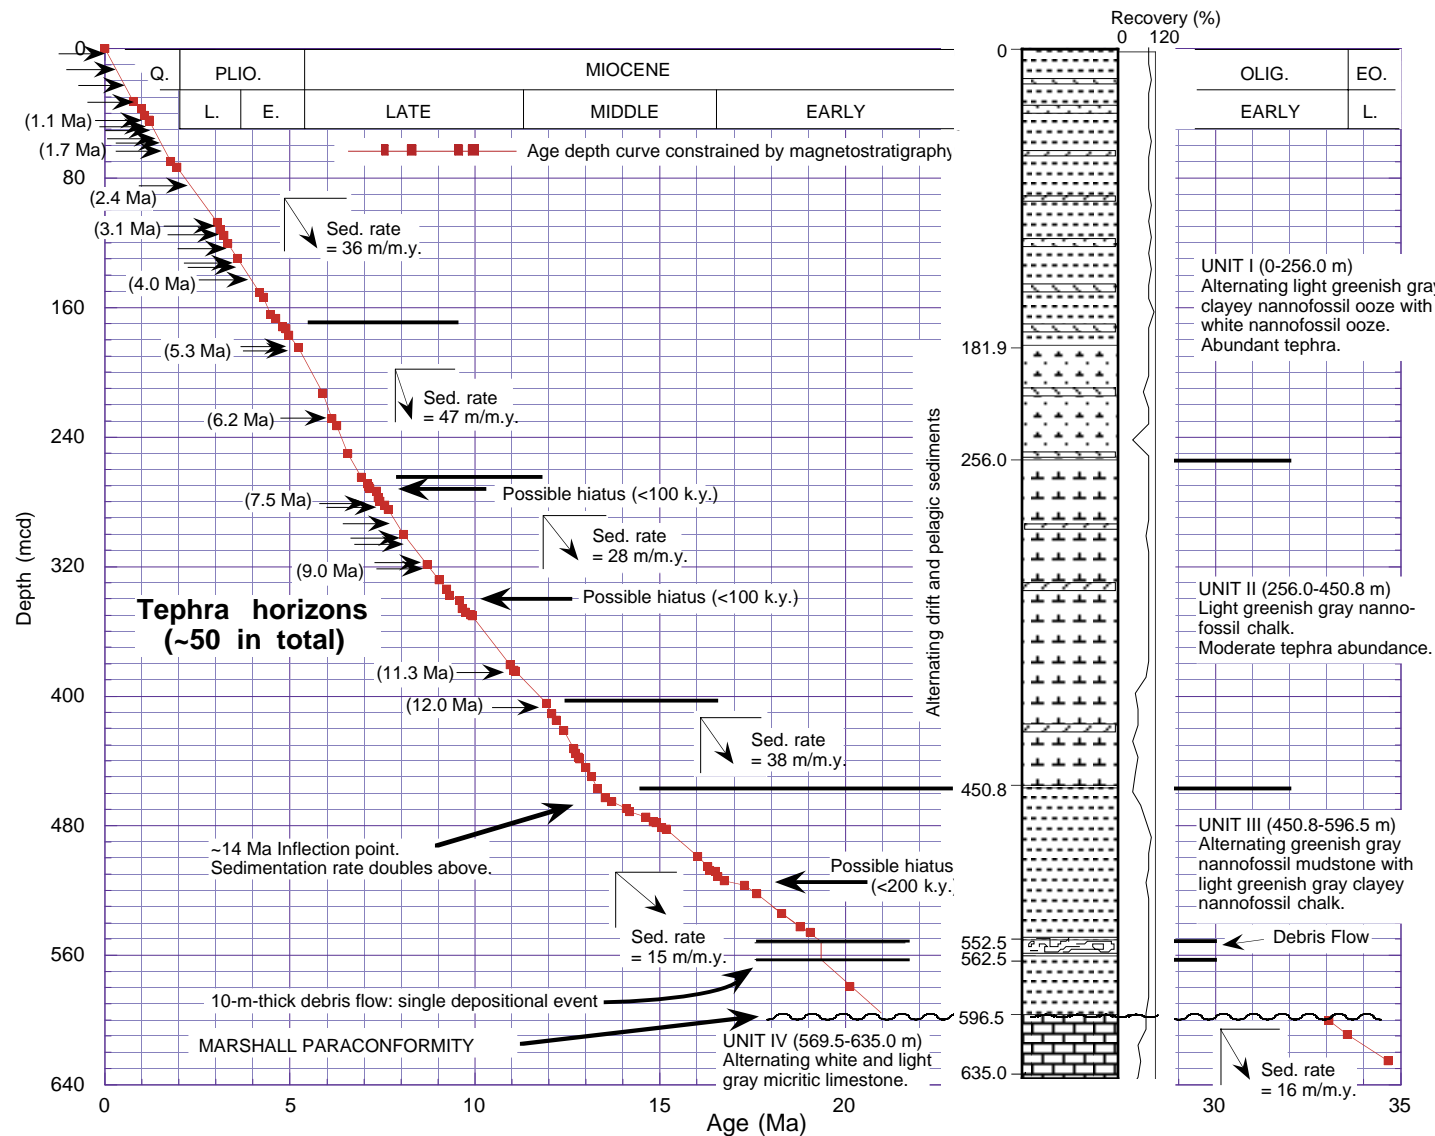 Recovery (%)
0 120
0
Q. PLIO. MIOCENE
0
OLIG. EO.
L. E. LATE MIDDLE EARLY
EARLY L.
(1.1 Ma)
(1.7 Ma)
Age depth curve constrained by magnetostratigraphy
80
(2.4 Ma)
(3.1 Ma)
Sed. rate
= 36 m/m.y.
(4.0 Ma)
UNIT I (0-256.0 m)
Alternating light greenish gray
clayey nannofossil ooze with
white nannofossil ooze.
Abundant tephra.
160
(5.3 Ma)
181.9
Sed. rate
= 47 m/m.y.
(6.2 Ma)
240
256.0
Alternating drift and pelagic sediments
(7.5 Ma)
Possible hiatus (<100 k.y.)
Sed. rate
= 28 m/m.y.
Depth (mcd)
320
(9.0 Ma)
Possible hiatus (<100 k.y.)
Tephra horizons
(~50 in total)
UNIT II (256.0-450.8 m)
Light greenish gray nanno-
fossil chalk.
Moderate tephra abundance.
(11.3 Ma)
400
(12.0 Ma)
Sed. rate
= 38 m/m.y.
450.8
480
~14 Ma Inflection point.
Sedimentation rate doubles above.
UNIT III (450.8-596.5 m)
Alternating greenish gray
nannofossil mudstone with
light greenish gray clayey
nannofossil chalk.
Possible hiatus
(<200 k.y.)
Sed. rate
= 15 m/m.y.
552.5
Debris Flow
560
562.5
10-m-thick debris flow: single depositional event
596.5
MARSHALL PARACONFORMITY
UNIT IV (569.5-635.0 m)
Alternating white and light
gray micritic limestone.
635.0
Sed. rate
= 16 m/m.y.
640
0 5 10 15 20 30 35
Age (Ma)